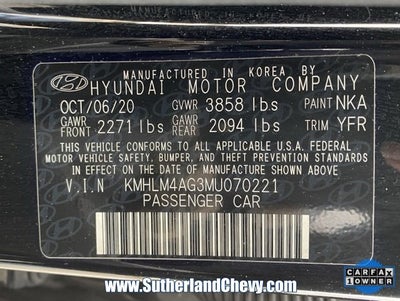 MANUFACTURED IN KOREA BY
HYUNDAI MOTOR COMPANY
OCT/06/20 GVWR 3858 lbs PAINT NKA
GAWR FRONT 2271 lbs GAWR REAR 2094 lbs TRIM YFR
THIS VEHICLE CONFORMS TO ALL APPLICABLE U.S.A. FEDERAL
MOTOR VEHICLE SAFETY, BUMPER, AND THEFT PREVENTION STANDARDS
IN EFFECT ON THE DATE OF MANUFACTURE SHOWN ABOVE.
V.I.N KMHLM4AG3MU070221
PASSENGER CAR
www.SutherlandChevy.com
CARFAX
1 OWNER